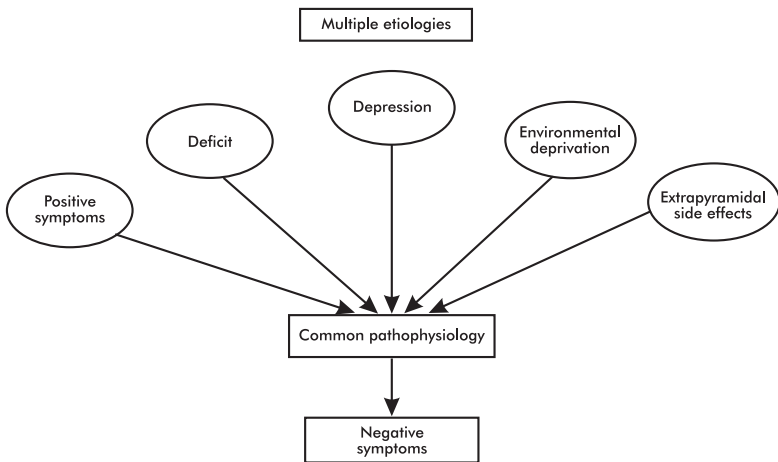 Multiple etiologies
Depression
Deficit
Environmental
deprivation
Positive
symptoms
Extrapyramidal
side effects
Common pathophysiology
Negative
symptoms